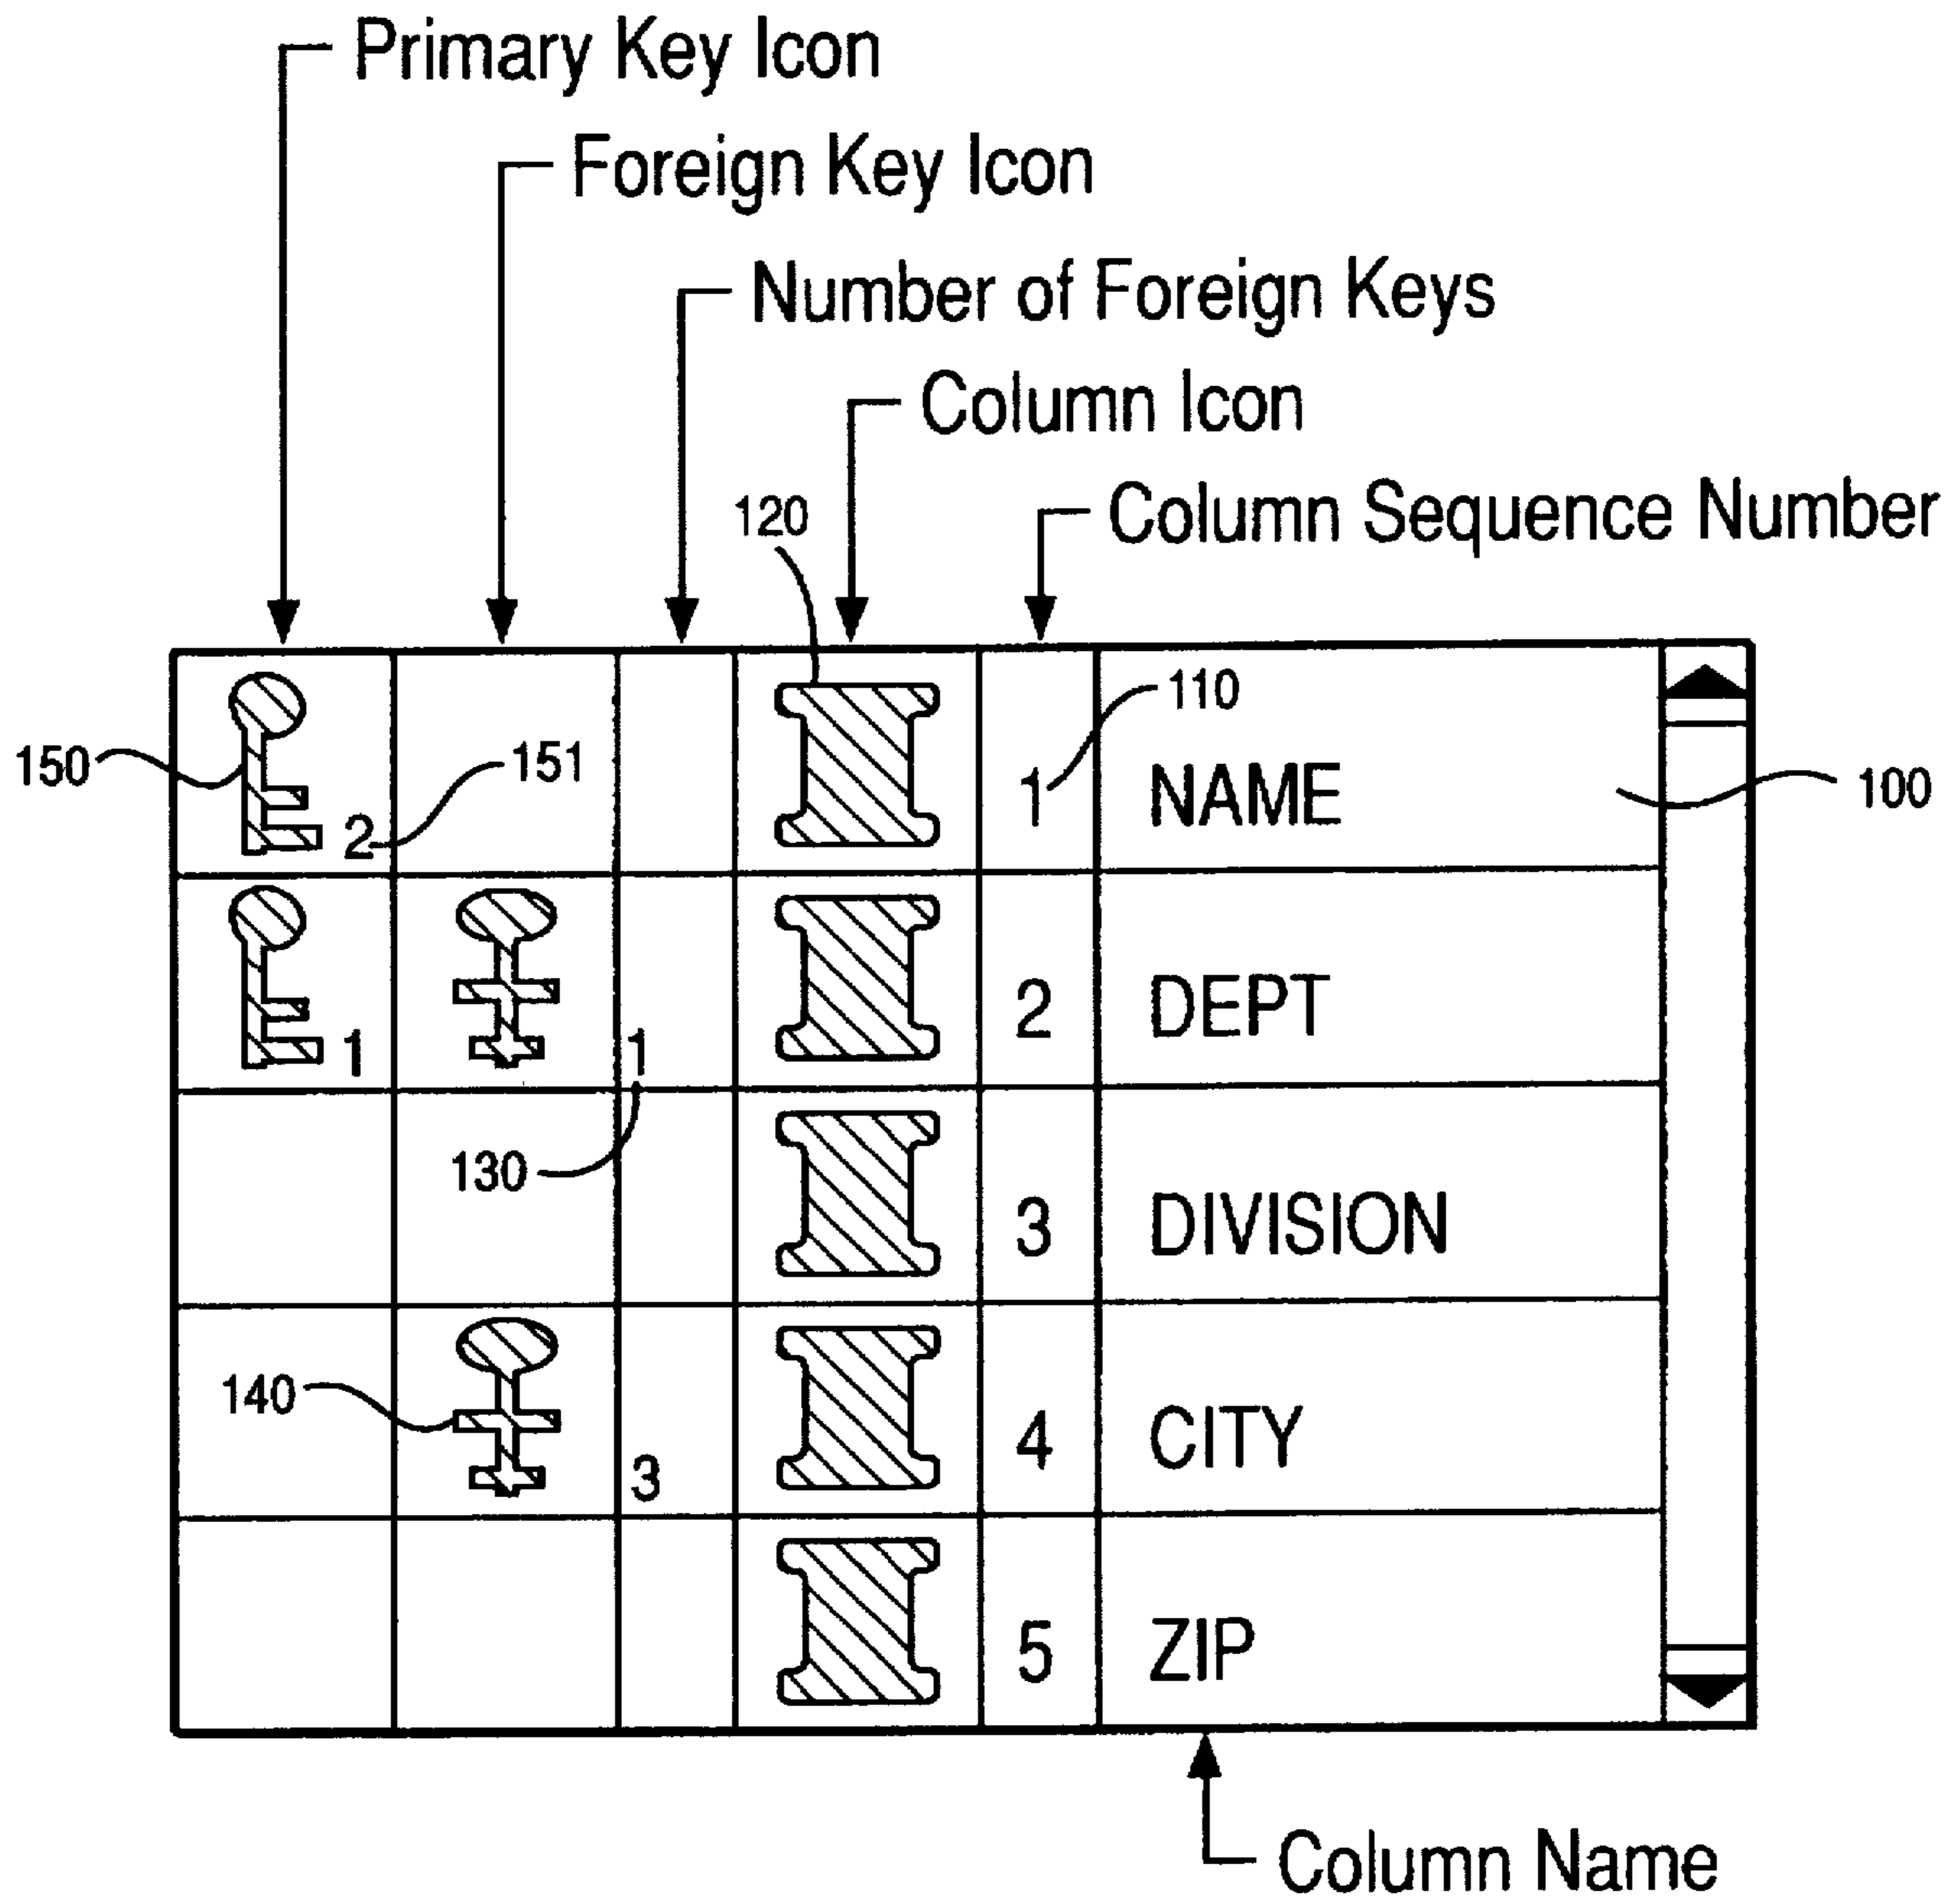 Primary Key Icon
Foreign Key Icon
Number of Foreign Keys
Column Icon
120
Column Sequence Number
110
150
151
2
1
NAME
100
1
1
2
DEPT
130
3
DIVISION
140
3
4
CITY
5
ZIP
Column Name